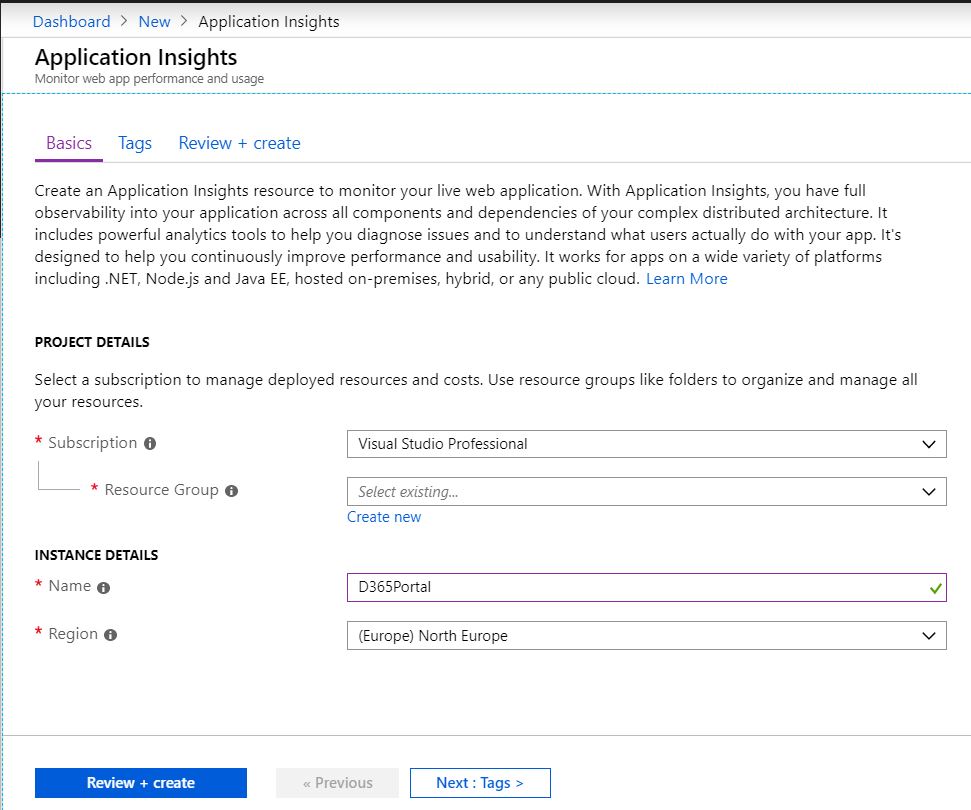 Dashboard > New > Application Insights
Application Insights
Monitor web app performance and usage
Basics Tags Review + create
Create an Application Insights resource to monitor your live web application. With Application Insights, you have full
observability into your application across all components and dependencies of your complex distributed architecture. It
includes powerful analytics tools to help you diagnose issues and to understand what users actually do with your app. It's
designed to help you continuously improve performance and usability. It works for apps on a wide variety of platforms
including .NET, Node.js and Java EE, hosted on-premises, hybrid, or any public cloud. Learn More
PROJECT DETAILS
Select a subscription to manage deployed resources and costs. Use resource groups like folders to organize and manage all
your resources.
* Subscription Visual Studio Professional
* Resource Group Select existing...
Create new
INSTANCE DETAILS
* Name D365Portal
* Region (Europe) North Europe
Review + create « Previous Next : Tags >